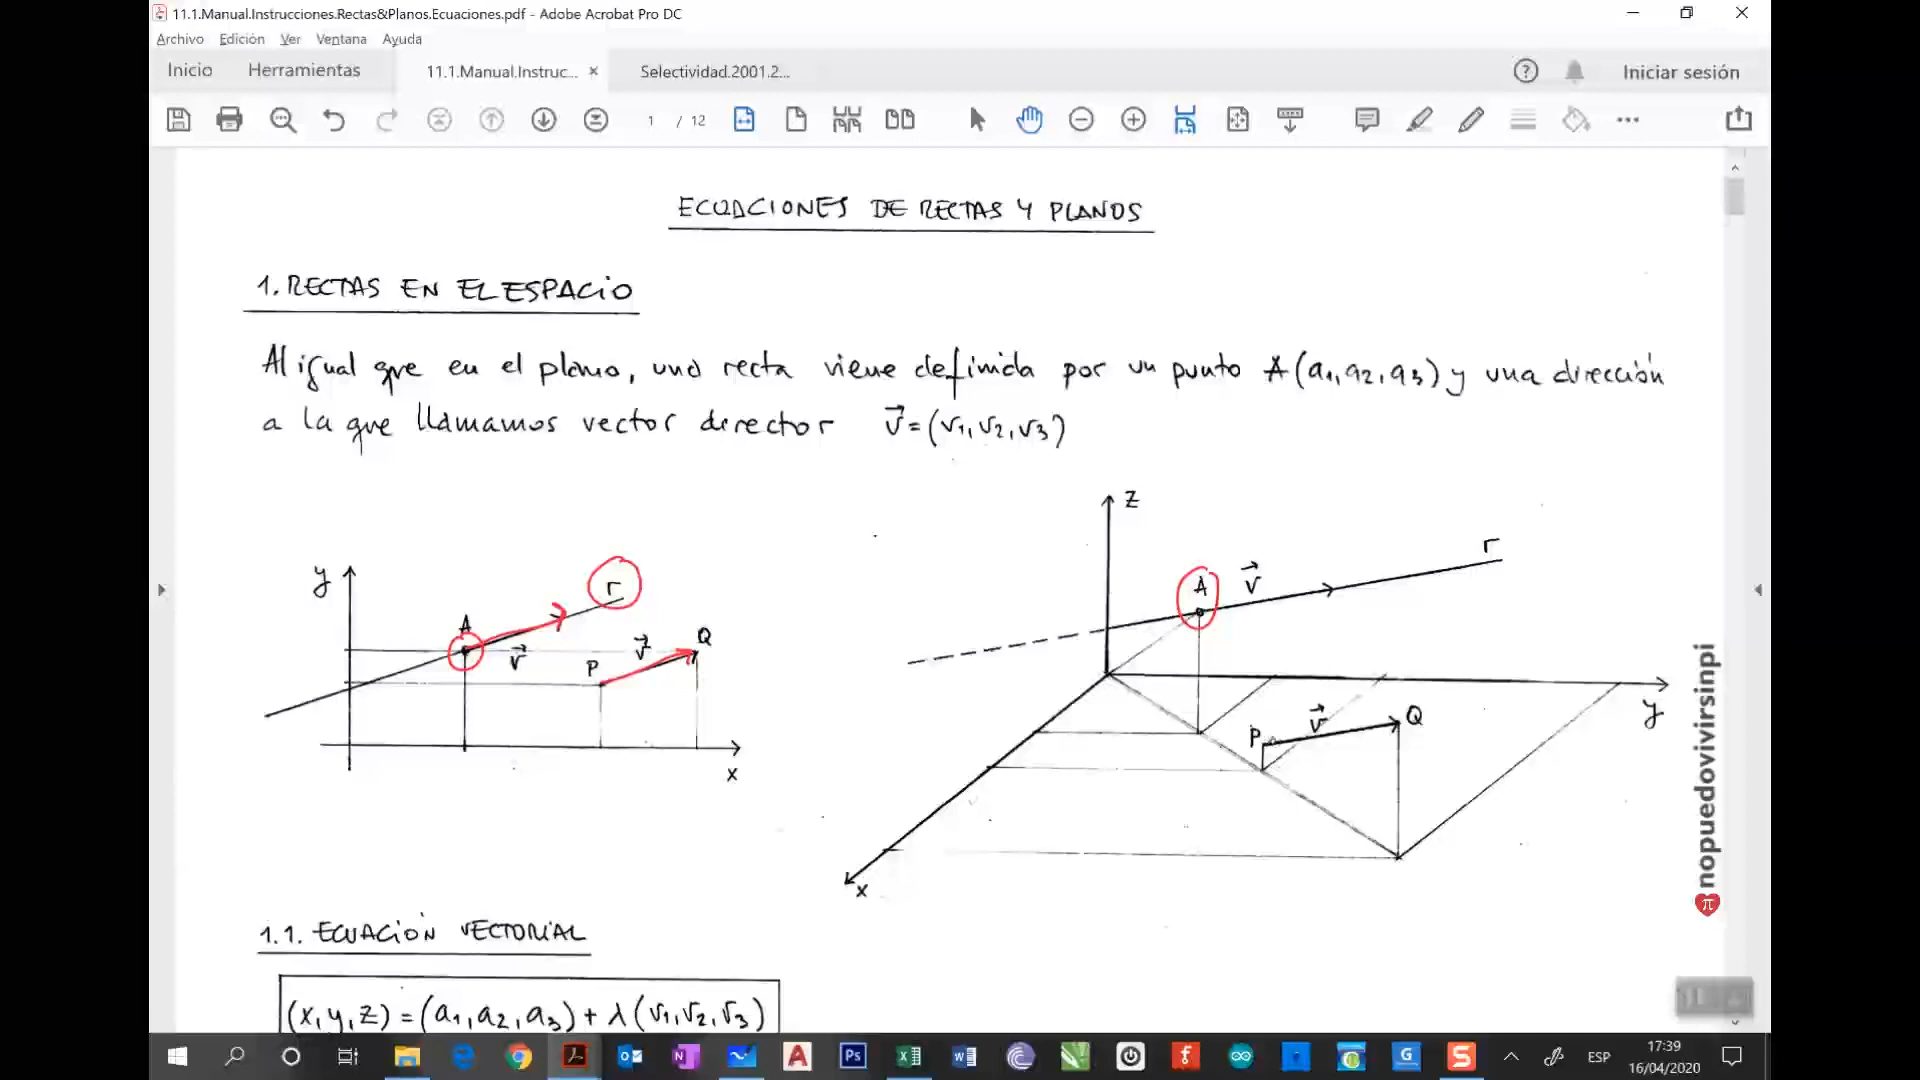 11.1.Manual.Instrucciones.Rectas&Planos.Ecuaciones.pdf - Adobe Acrobat Pro DC
Archivo Edición Ver Ventana Ayuda
Inicio Herramientas 11.1.Manual.Instruc... × Selectividad.2001.2... Iniciar sesión
1 / 12
ECUACIONES DE RECTAS Y PLANOS
1. RECTAS EN EL ESPACIO
Al igual que en el plano, una recta viene definida por un punto A(a1,a2,a3) y una dirección
a la que llamamos vector director v⃗=(v1,v2,v3)
z
y A r v⃗ P v⃗ Q x
A v⃗ r
P v⃗ Q y
x
nopuedovivirsinpi
π
1.1. ECUACIÓN VECTORIAL
(x,y,z)=(a1,a2,a3)+λ(v1,v2,v3)
ESP 17:39
16/04/2020